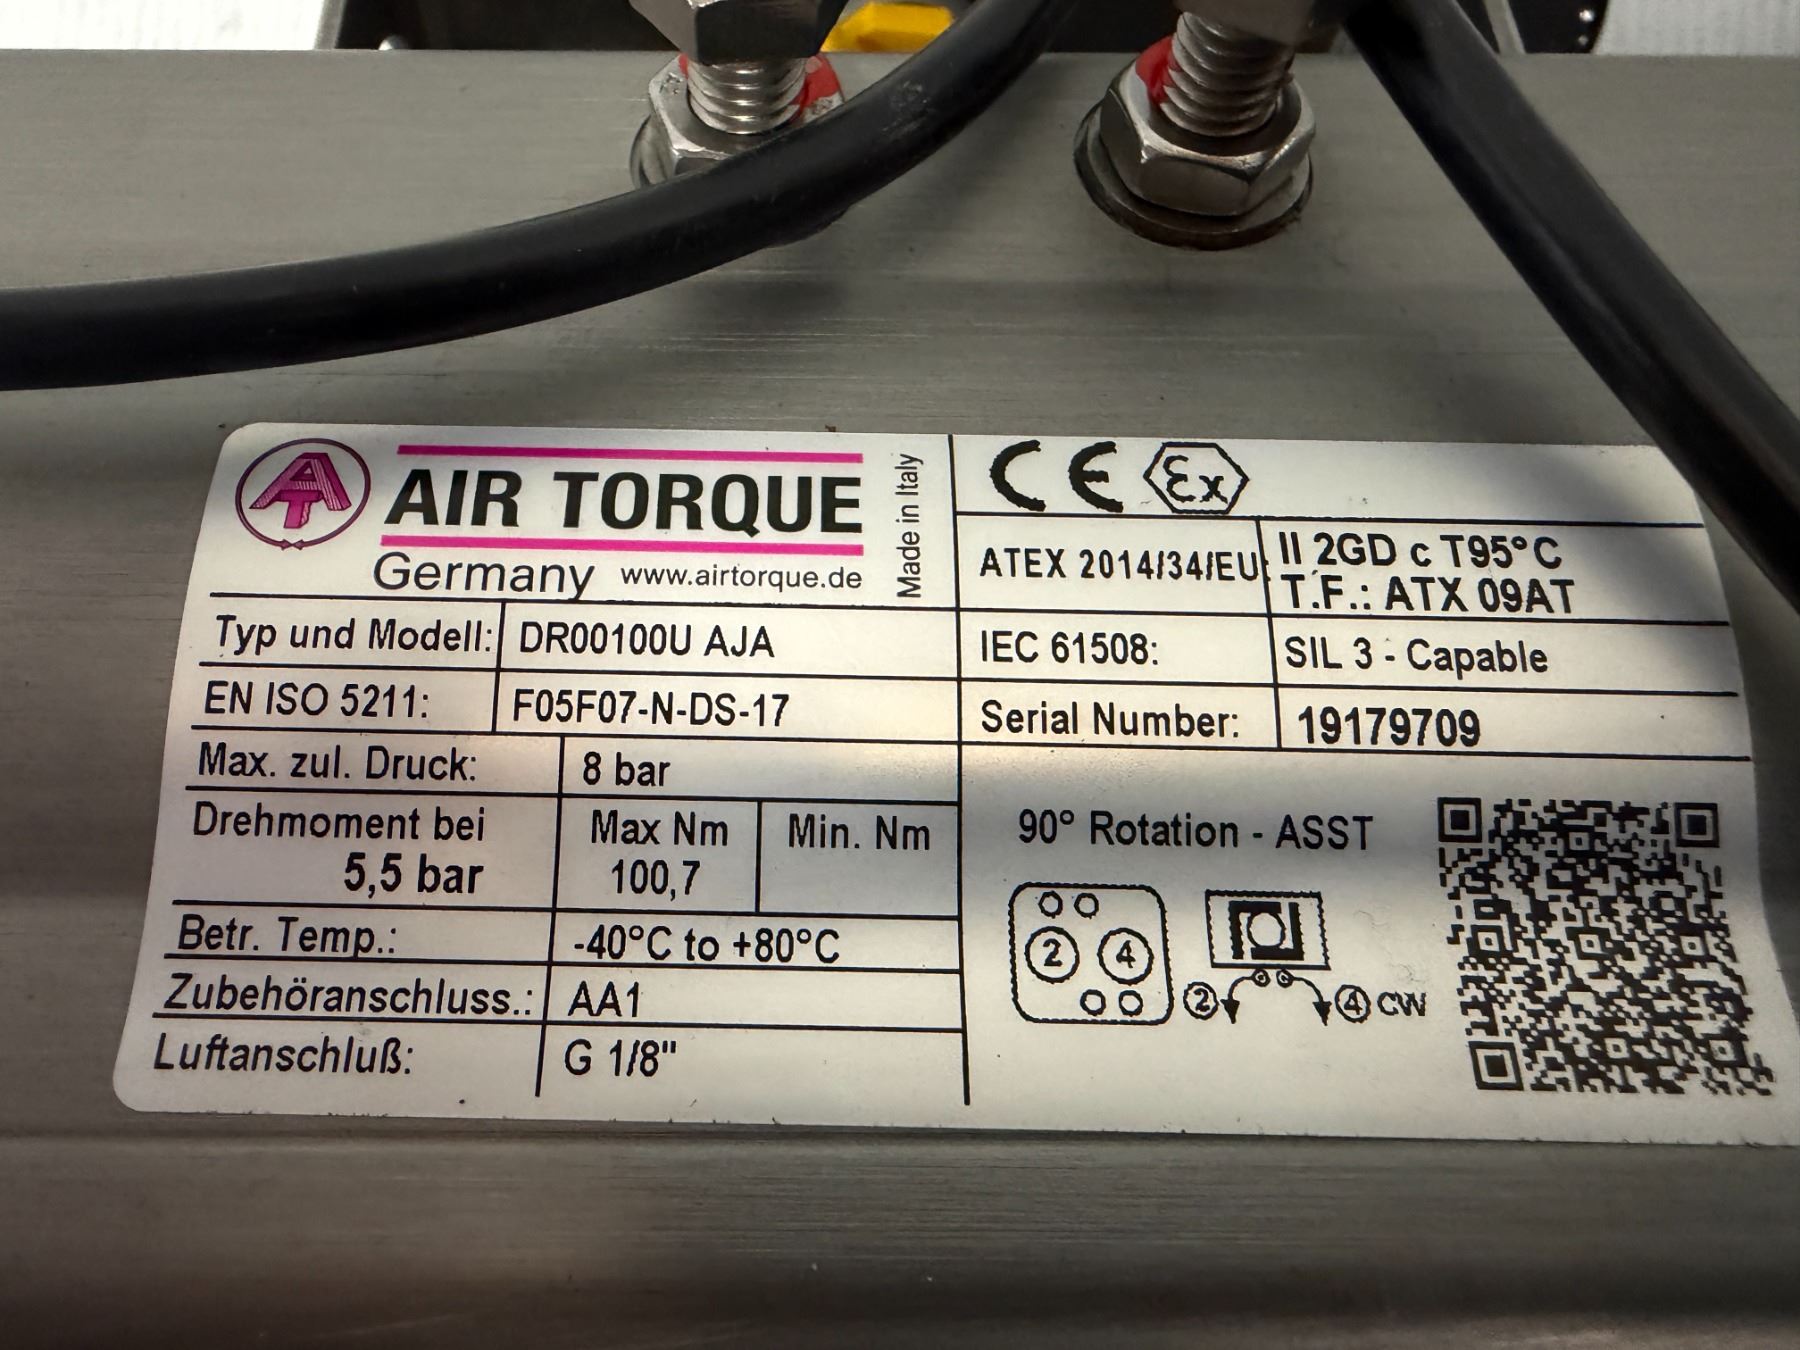 AT
AIR TORQUE
Germany www.airtorque.de
Made in Italy
Typ und Modell: DR00100U AJA
EN ISO 5211: F05F07-N-DS-17
Max. zul. Druck: 8 bar
Drehmoment bei Max Nm Min. Nm
5,5 bar 100,7
Betr. Temp.: -40°C to +80°C
Zubehöranschluss.: AA1
Luftanschluß: G 1/8"
CE Ex
ATEX 2014/34/EU: II 2GD c T95°C
T.F.: ATX 09AT
IEC 61508: SIL 3 - Capable
Serial Number: 19179709
90° Rotation - ASST
2 4 2 4 CW